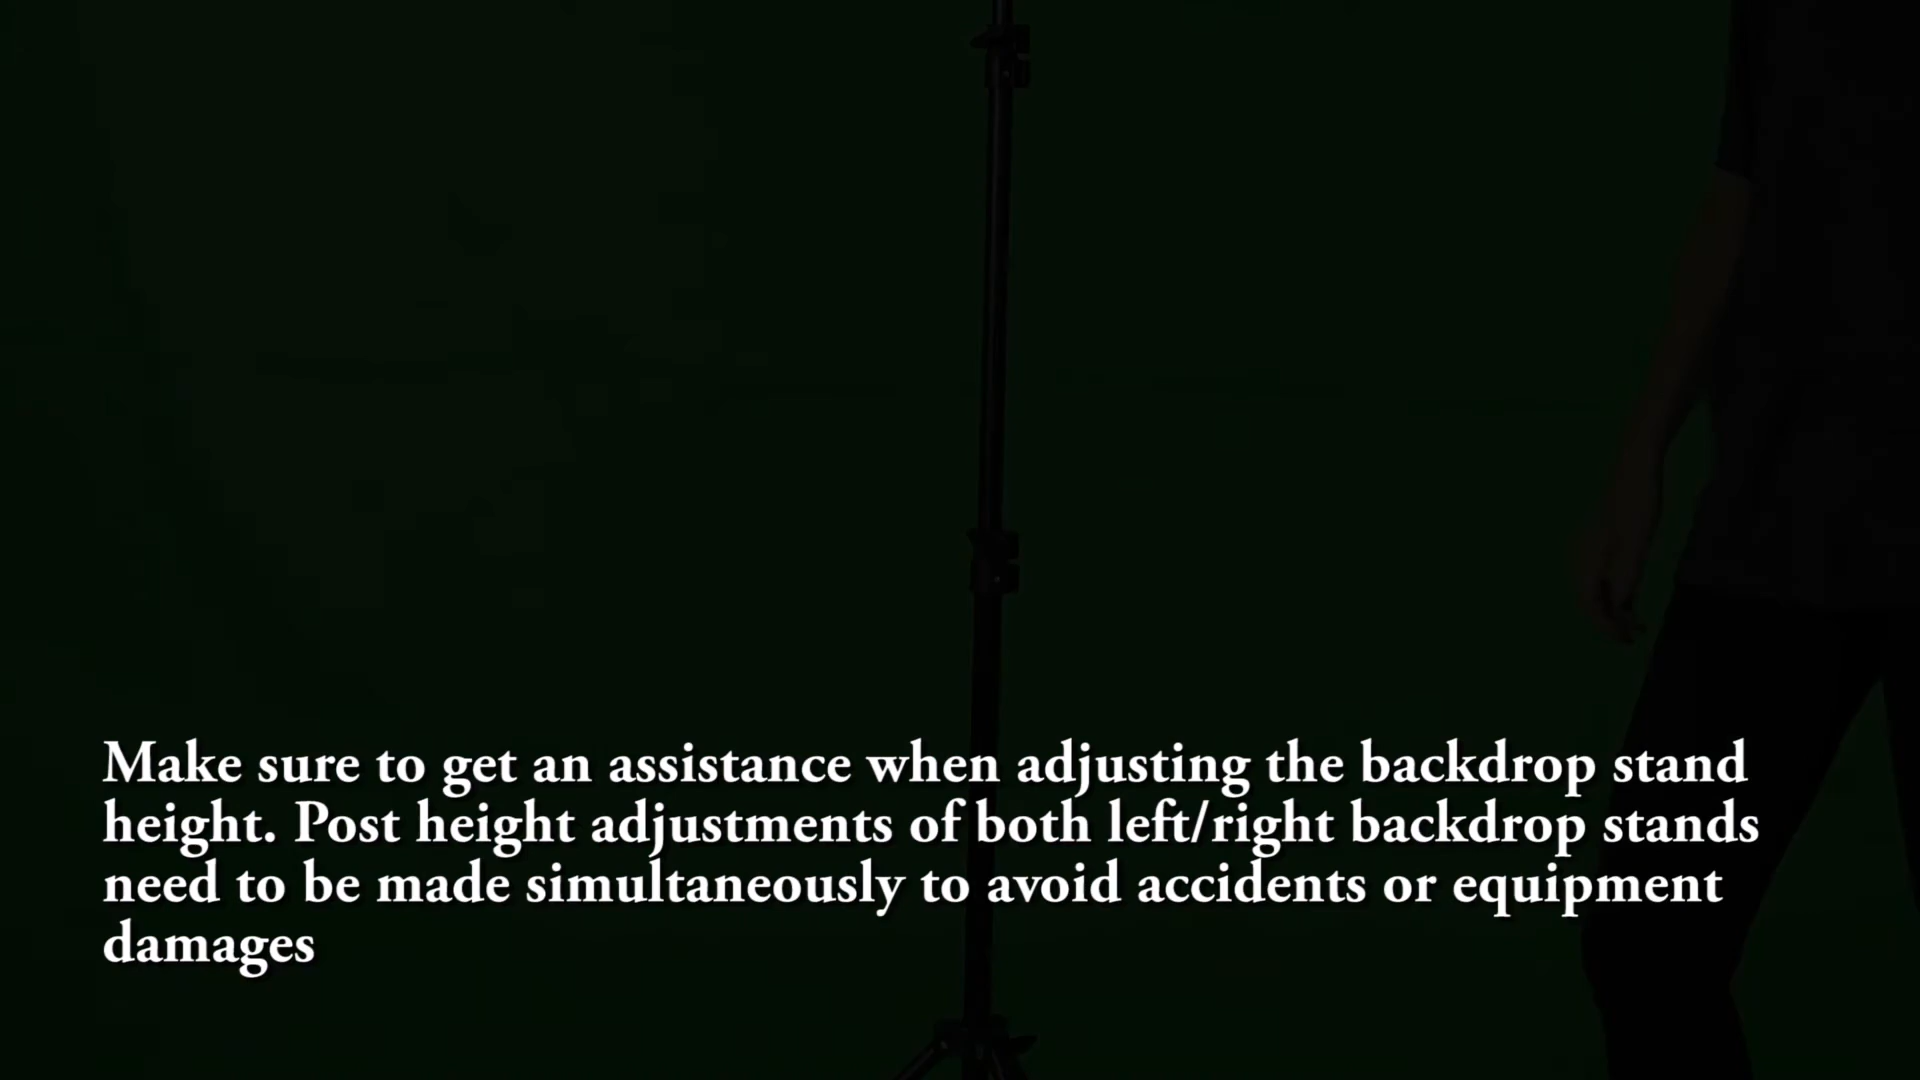 Make sure to get an assistance when adjusting the backdrop stand
height. Post height adjustments of both left/right backdrop stands
need to be made simultaneously to avoid accidents or equipment
damages